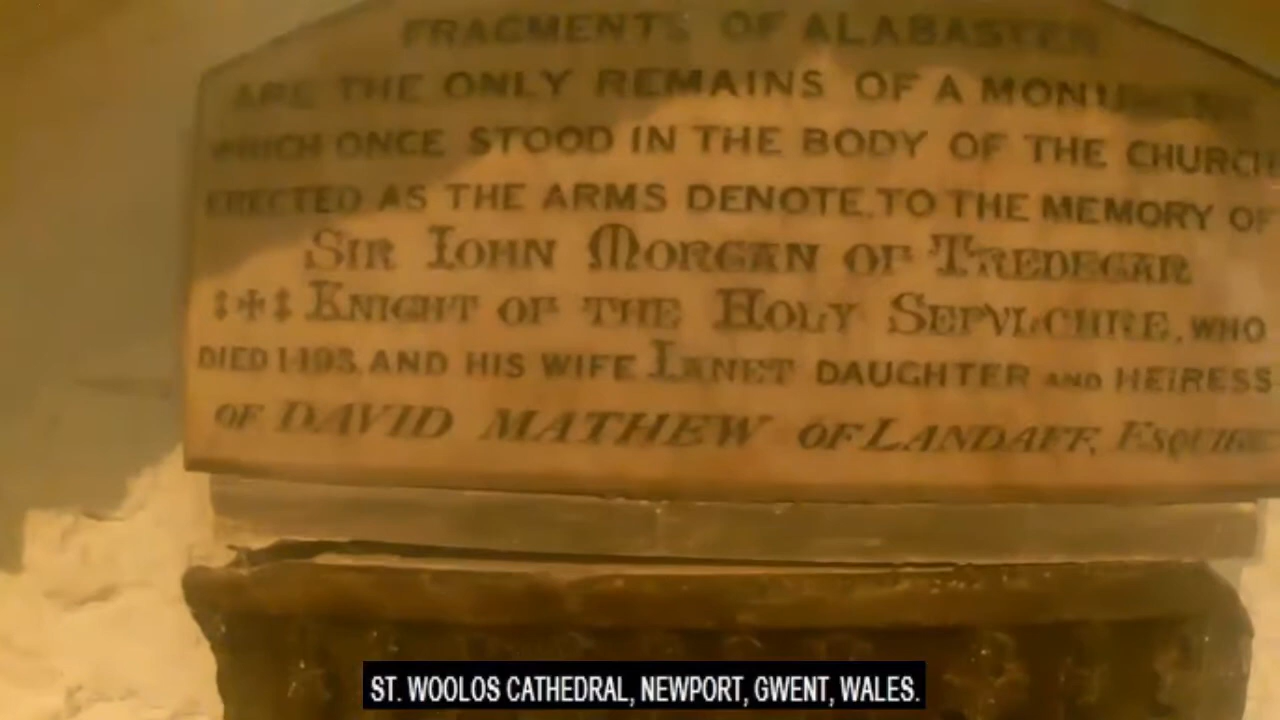 FRAGMENTS OF ALABASTER
ARE THE ONLY REMAINS OF A MONUMENT
WHICH ONCE STOOD IN THE BODY OF THE CHURCH
ERECTED AS THE ARMS DENOTE, TO THE MEMORY OF
SIR IOHN MORGAN OF TREDEGAR
KNIGHT OF THE HOLY SEPVLCHRE, WHO
DIED 1493, AND HIS WIFE IANET DAUGHTER AND HEIRESS
OF DAVID MATHEW OF LANDAFF, ESQUIRE
ST. WOOLOS CATHEDRAL, NEWPORT, GWENT, WALES.